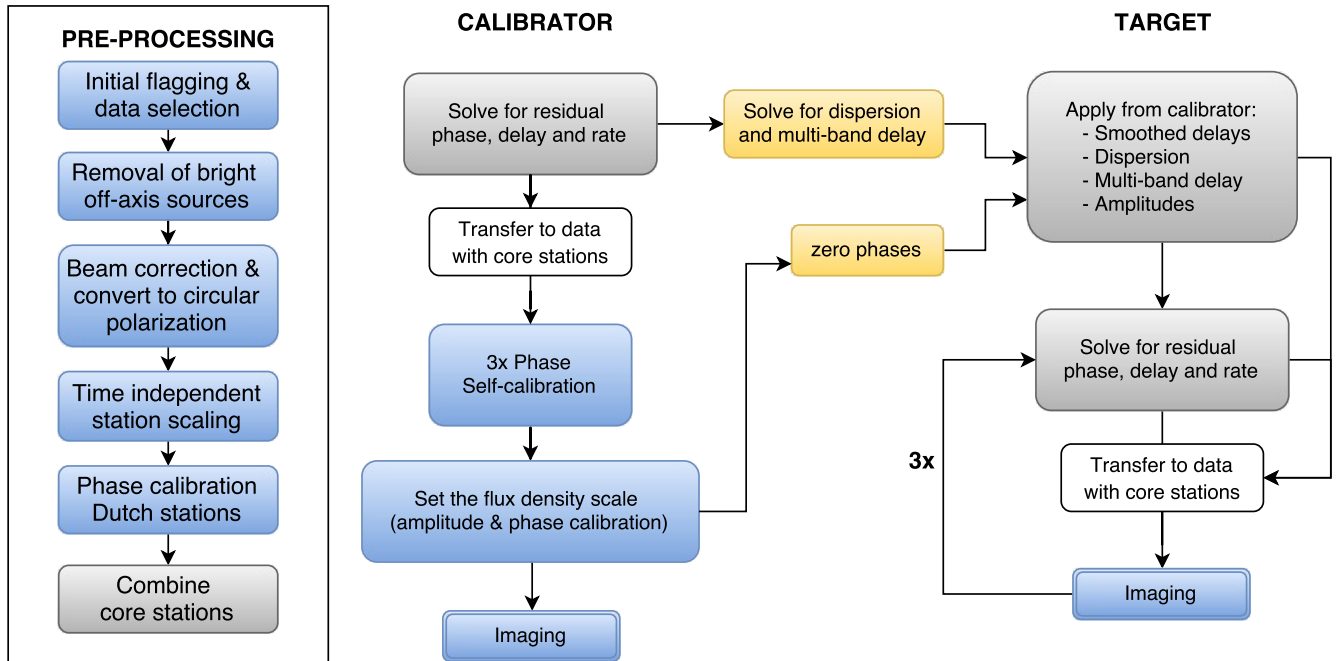 PRE-PROCESSING
Initial flagging &
data selection
Removal of bright
off-axis sources
Beam correction &
convert to circular
polarization
Time independent
station scaling
Phase calibration
Dutch stations
Combine
core stations
CALIBRATOR
Solve for residual
phase, delay and rate
Transfer to data
with core stations
3x Phase
Self-calibration
Set the flux density scale
(amplitude & phase calibration)
Imaging
Solve for dispersion
and multi-band delay
zero phases
TARGET
Apply from calibrator:
- Smoothed delays
- Dispersion
- Multi-band delay
- Amplitudes
Solve for residual
phase, delay and rate
3x
Transfer to data
with core stations
Imaging